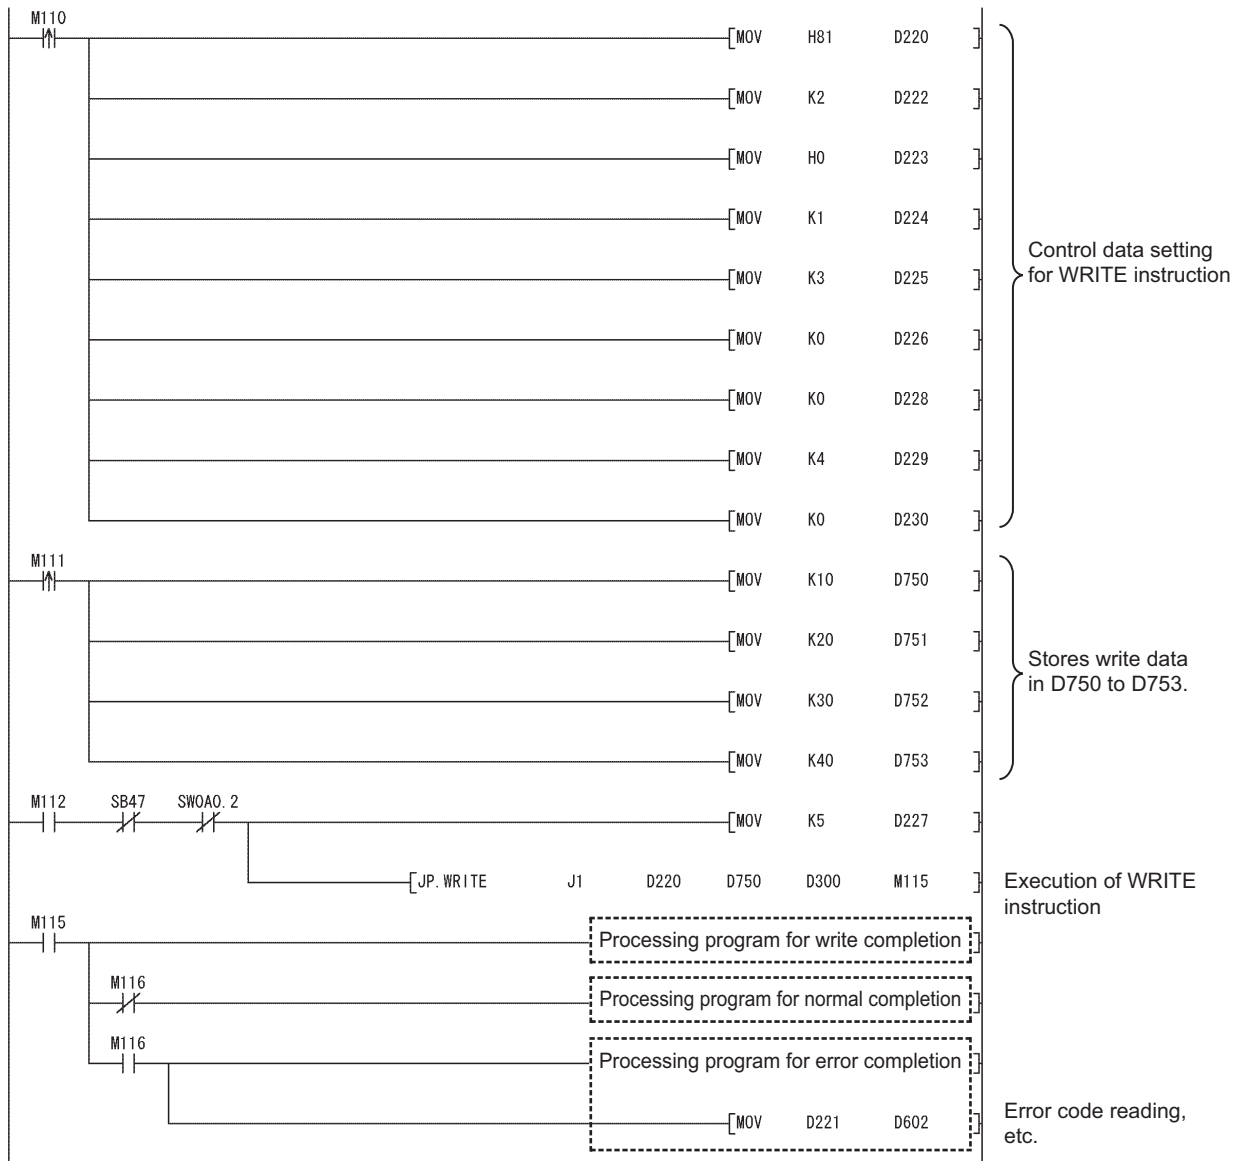 M110
[MOV H81 D220 ]
[MOV K2 D222 ]
[MOV H0 D223 ]
[MOV K1 D224 ]
Control data setting
for WRITE instruction
[MOV K3 D225 ]
[MOV K0 D226 ]
[MOV K0 D228 ]
[MOV K4 D229 ]
[MOV K0 D230 ]
M111
[MOV K10 D750 ]
[MOV K20 D751 ]
Stores write data
in D750 to D753.
[MOV K30 D752 ]
[MOV K40 D753 ]
M112 SB47 SW0A0.2
[MOV K5 D227 ]
[JP.WRITE J1 D220 D750 D300 M115 ]
Execution of WRITE
instruction
M115
Processing program for write completion ]
M116
Processing program for normal completion ]
M116
Processing program for error completion ]
[MOV D221 D602 ]
Error code reading,
etc.